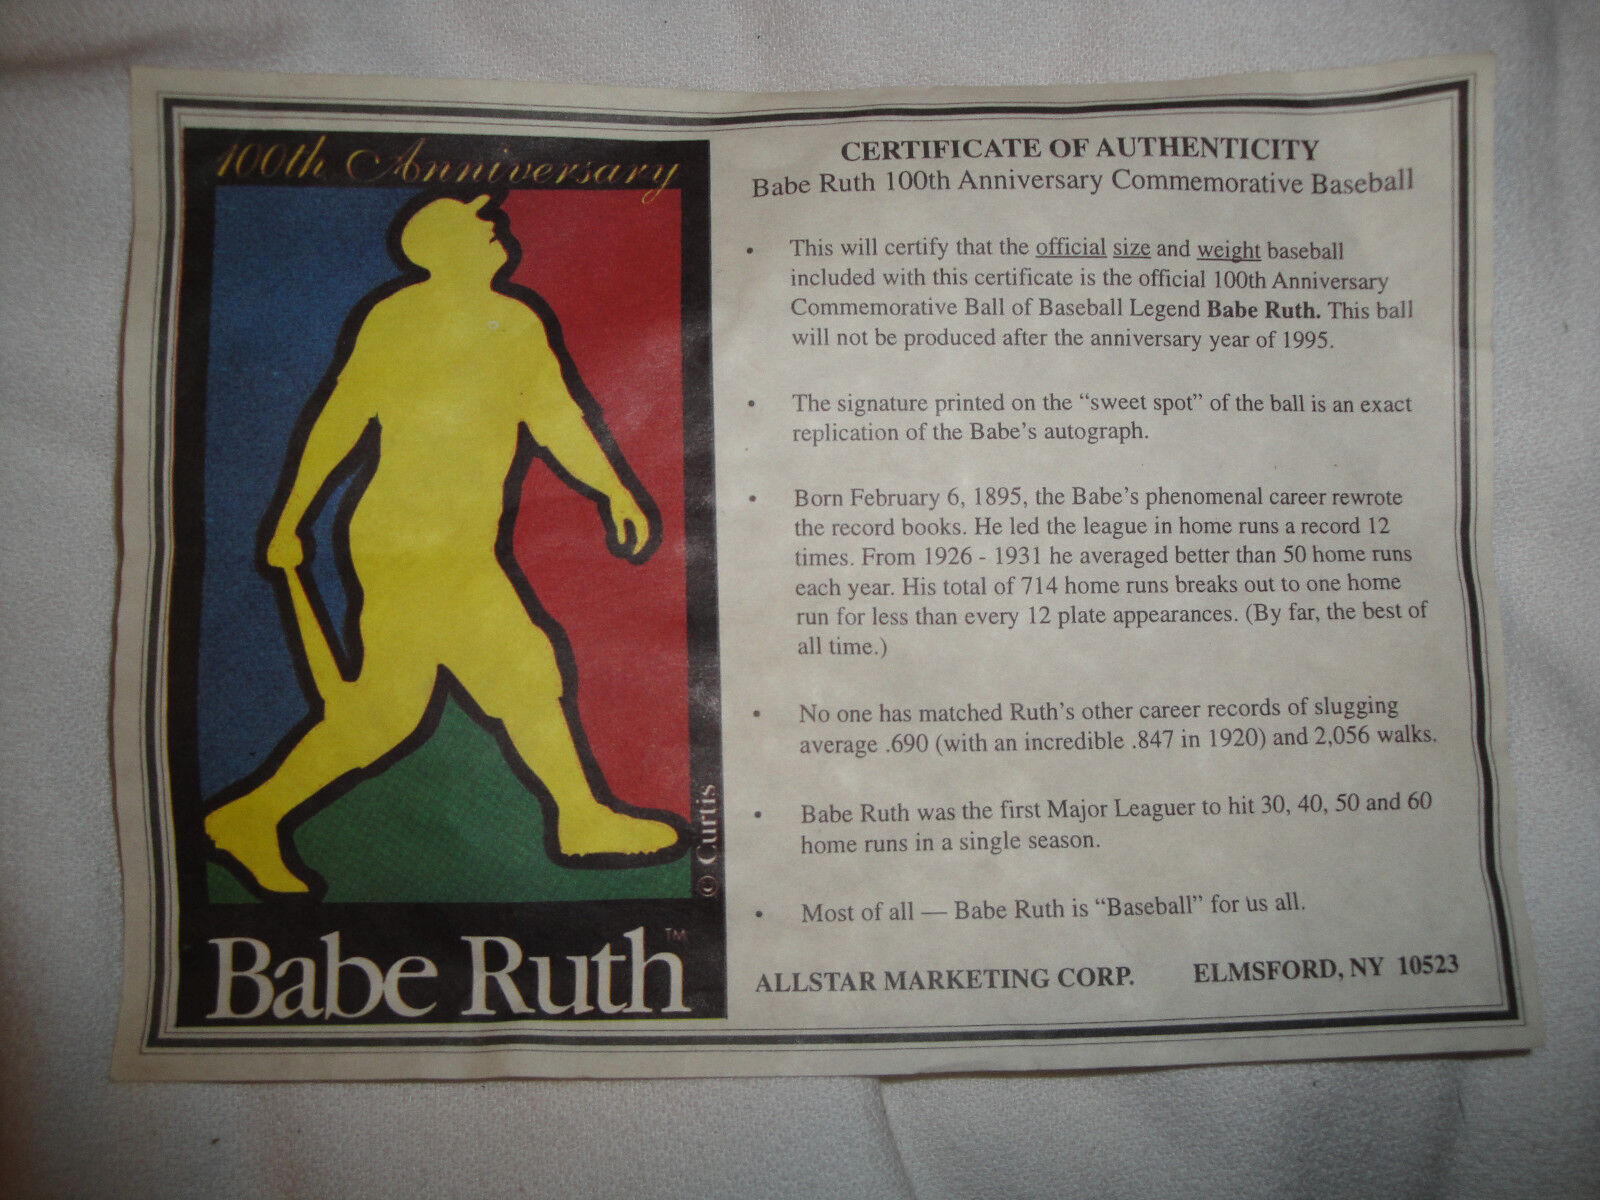 100th Anniversary
© Curtis
Babe Ruth™
CERTIFICATE OF AUTHENTICITY
Babe Ruth 100th Anniversary Commemorative Baseball
• This will certify that the official size and weight baseball
included with this certificate is the official 100th Anniversary
Commemorative Ball of Baseball Legend Babe Ruth. This ball
will not be produced after the anniversary year of 1995.
• The signature printed on the “sweet spot” of the ball is an exact
replication of the Babe’s autograph.
• Born February 6, 1895, the Babe’s phenomenal career rewrote
the record books. He led the league in home runs a record 12
times. From 1926 - 1931 he averaged better than 50 home runs
each year. His total of 714 home runs breaks out to one home
run for less than every 12 plate appearances. (By far, the best of
all time.)
• No one has matched Ruth’s other career records of slugging
average .690 (with an incredible .847 in 1920) and 2,056 walks.
• Babe Ruth was the first Major Leaguer to hit 30, 40, 50 and 60
home runs in a single season.
• Most of all — Babe Ruth is “Baseball” for us all.
ALLSTAR MARKETING CORP. ELMSFORD, NY 10523